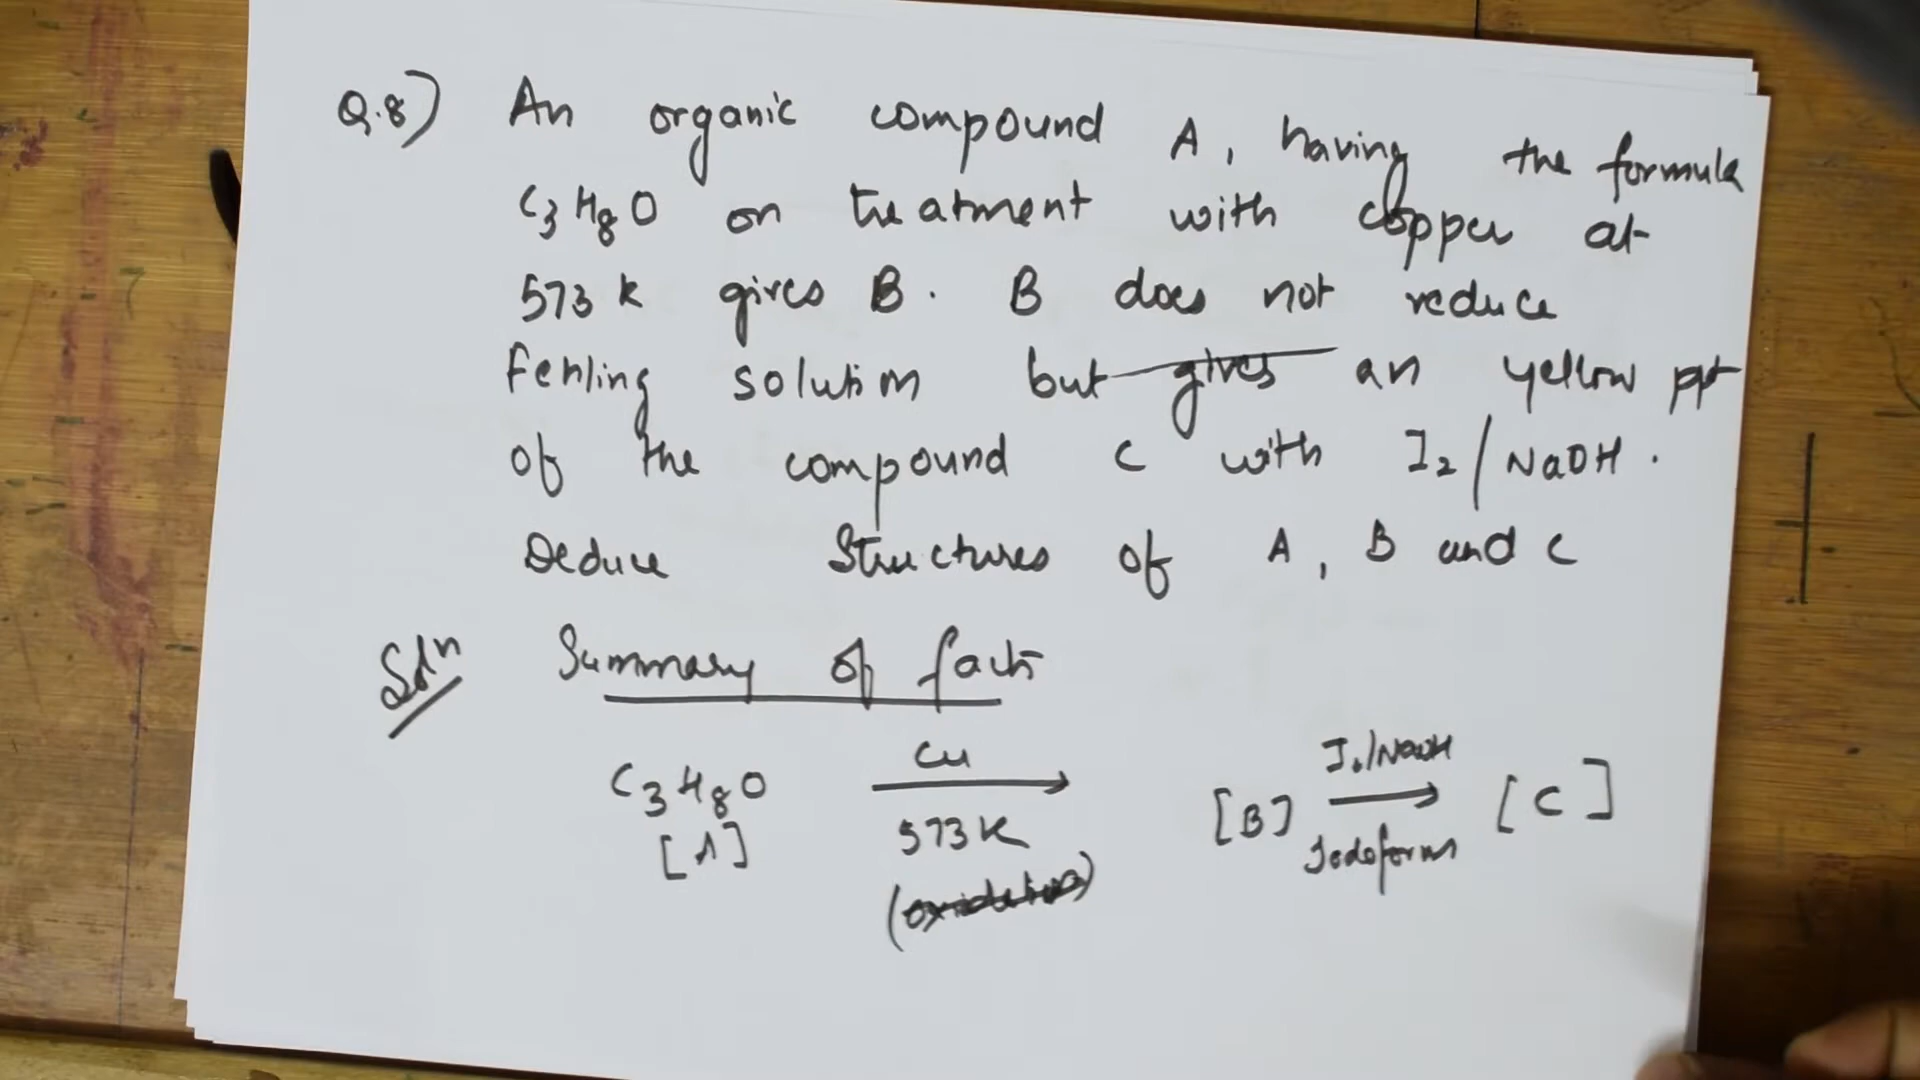 Q.8) An organic compound A, having the formula
C3H8O on treatment with copper at
573 K gives B. B does not reduce
Fehling solution but gives an yellow ppt
of the compound C with I2/NaOH.
Deduce Structures of A, B and C
Soln Summary of facts
C3H8O Cu [B] I2/NaOH [C]
[A] 573K Iodoform
(oxidation)